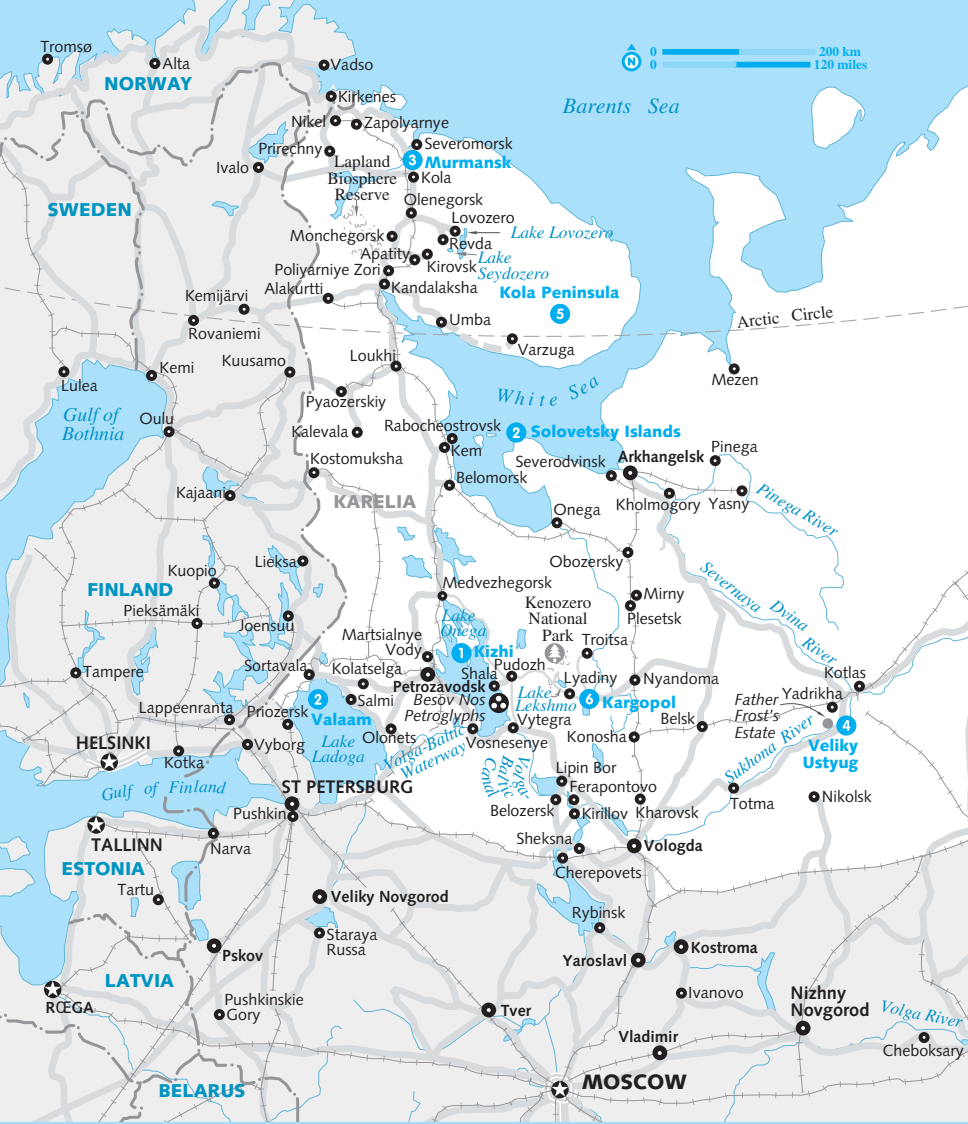 Tromsø
Alta
NORWAY
Vadso
Kirkenes
0 200 km
N
0 120 miles
Barents Sea
Nikel
Zapolyarnye
Prirechny
Severomorsk
3 Murmansk
Ivalo
Lapland
Biosphere
Reserve
Kola
SWEDEN
Olenegorsk
Lovozero
Lake Lovozero
Monchegorsk
Revda
Apatity
Kirovsk
Lake
Seydozero
Poliyarniye Zori
Alakurtti
Kandalaksha
Kola Peninsula
5
Kemijärvi
Rovaniemi
Umba
Arctic Circle
Varzuga
Loukhi
Kuusamo
Kemi
Lulea
Mezen
White Sea
Pyaozerskiy
Gulf of
Bothnia
Oulu
Kalevala
Rabocheostrovsk
Kem
2 Solovetsky Islands
Kostomuksha
Severodvinsk
Arkhangelsk
Pinega
Belomorsk
Kajaani
KARELIA
Kholmogory
Yasny
Pinega River
Onega
Lieksa
Obozersky
Kuopio
FINLAND
Medvezhegorsk
Severnaya Dvina River
Mirny
Plesetsk
Pieksämäki
Joensuu
Kenozero
National
Park
Lake
Onega
Martsialnye
Vody
Troitsa
1 Kizhi
Tampere
Sortavala
Kolatselga
Pudozh
Shala
Petrozavodsk
Lyadiny
Nyandoma
Kotlas
Yadrikha
Besov Nos
Petroglyphs
Lake
Lekshmo
6 Kargopol
Father
Frost's
Estate
Lappeenranta
Priozersk
2
Valaam
Salmi
Olonets
Vytegra
Vosnesenye
Belsk
Konosha
4
Veliky
Ustyug
HELSINKI
Kotka
Vyborg
Lake
Ladoga
Volga-Baltic
Waterway
Volga-
Baltic
Canal
Sukhona River
Gulf of Finland
ST PETERSBURG
Lipin Bor
Ferapontovo
Totma
Nikolsk
Pushkin
Belozersk
Kirillov
Kharovsk
TALLINN
Narva
Sheksna
Vologda
ESTONIA
Cherepovets
Tartu
Veliky Novgorod
Rybinsk
Staraya
Russa
Pskov
Kostroma
Yaroslavl
LATVIA
RŒGA
Pushkinskie
Gory
Ivanovo
Nizhny
Novgorod
Tver
Volga River
Vladimir
Cheboksary
MOSCOW
BELARUS